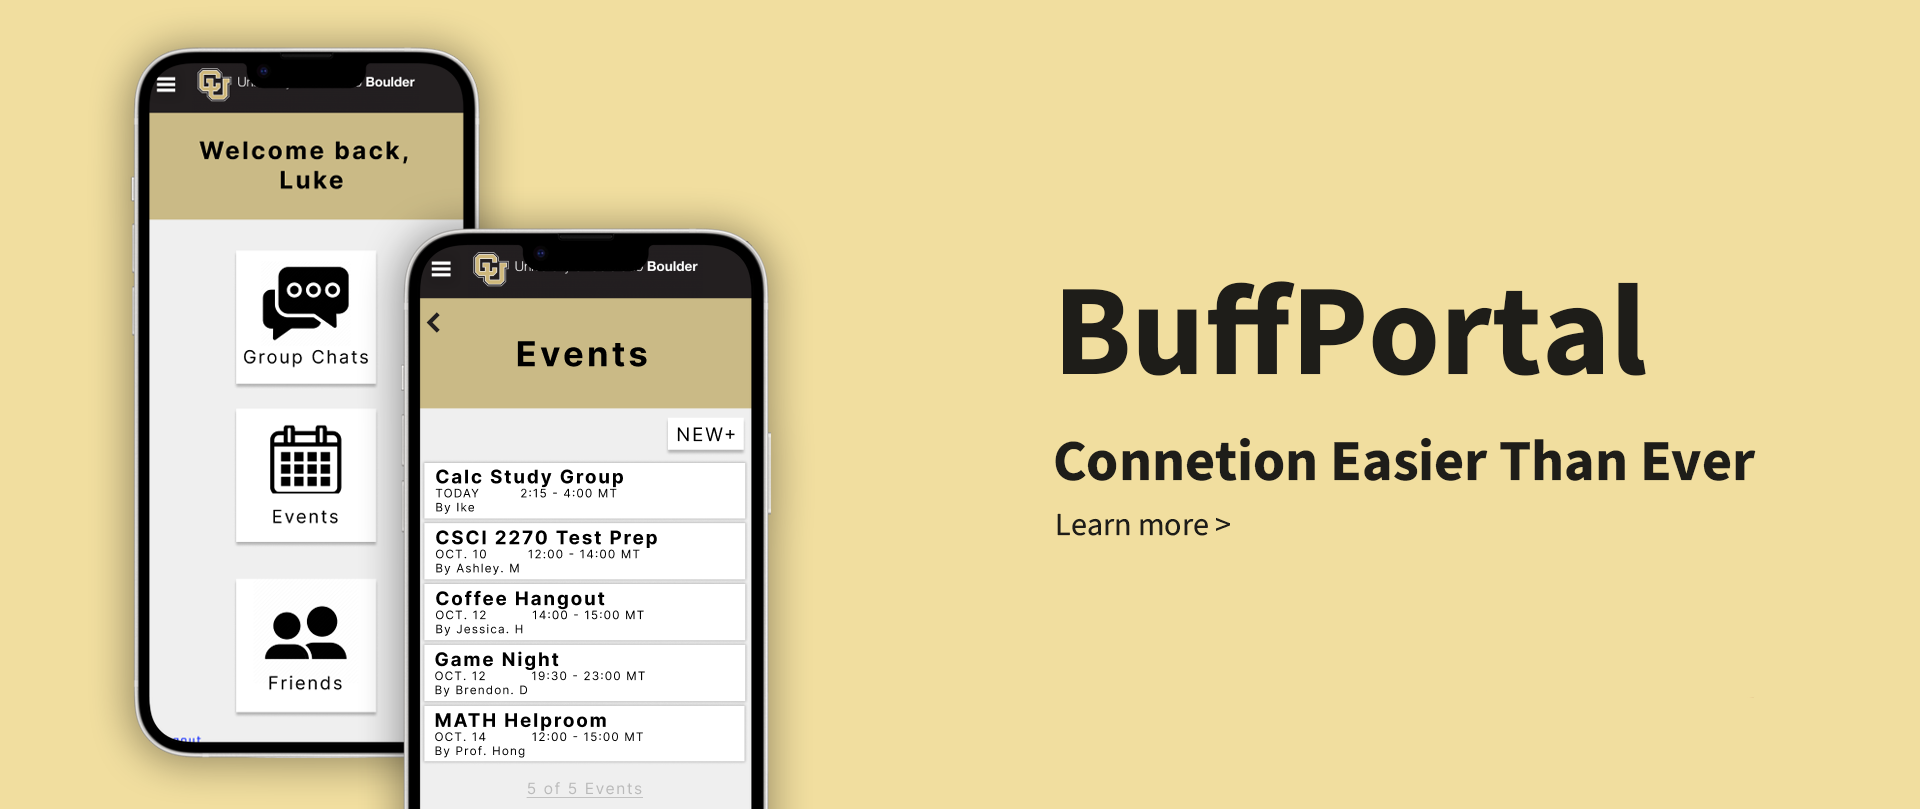 CU Boulder
Welcome back,
Luke
Group Chats
Events
Friends
CU Boulder
Events
NEW+
Calc Study Group
TODAY 2:15 - 4:00 MT
By Ike
CSCI 2270 Test Prep
OCT. 10 12:00 - 14:00 MT
By Ashley. M
Coffee Hangout
OCT. 12 14:00 - 15:00 MT
By Jessica. H
Game Night
OCT. 12 19:30 - 23:00 MT
By Brendon. D
MATH Helproom
OCT. 14 12:00 - 15:00 MT
By Prof. Hong
5 of 5 Events
BuffPortal
Connetion Easier Than Ever
Learn more >